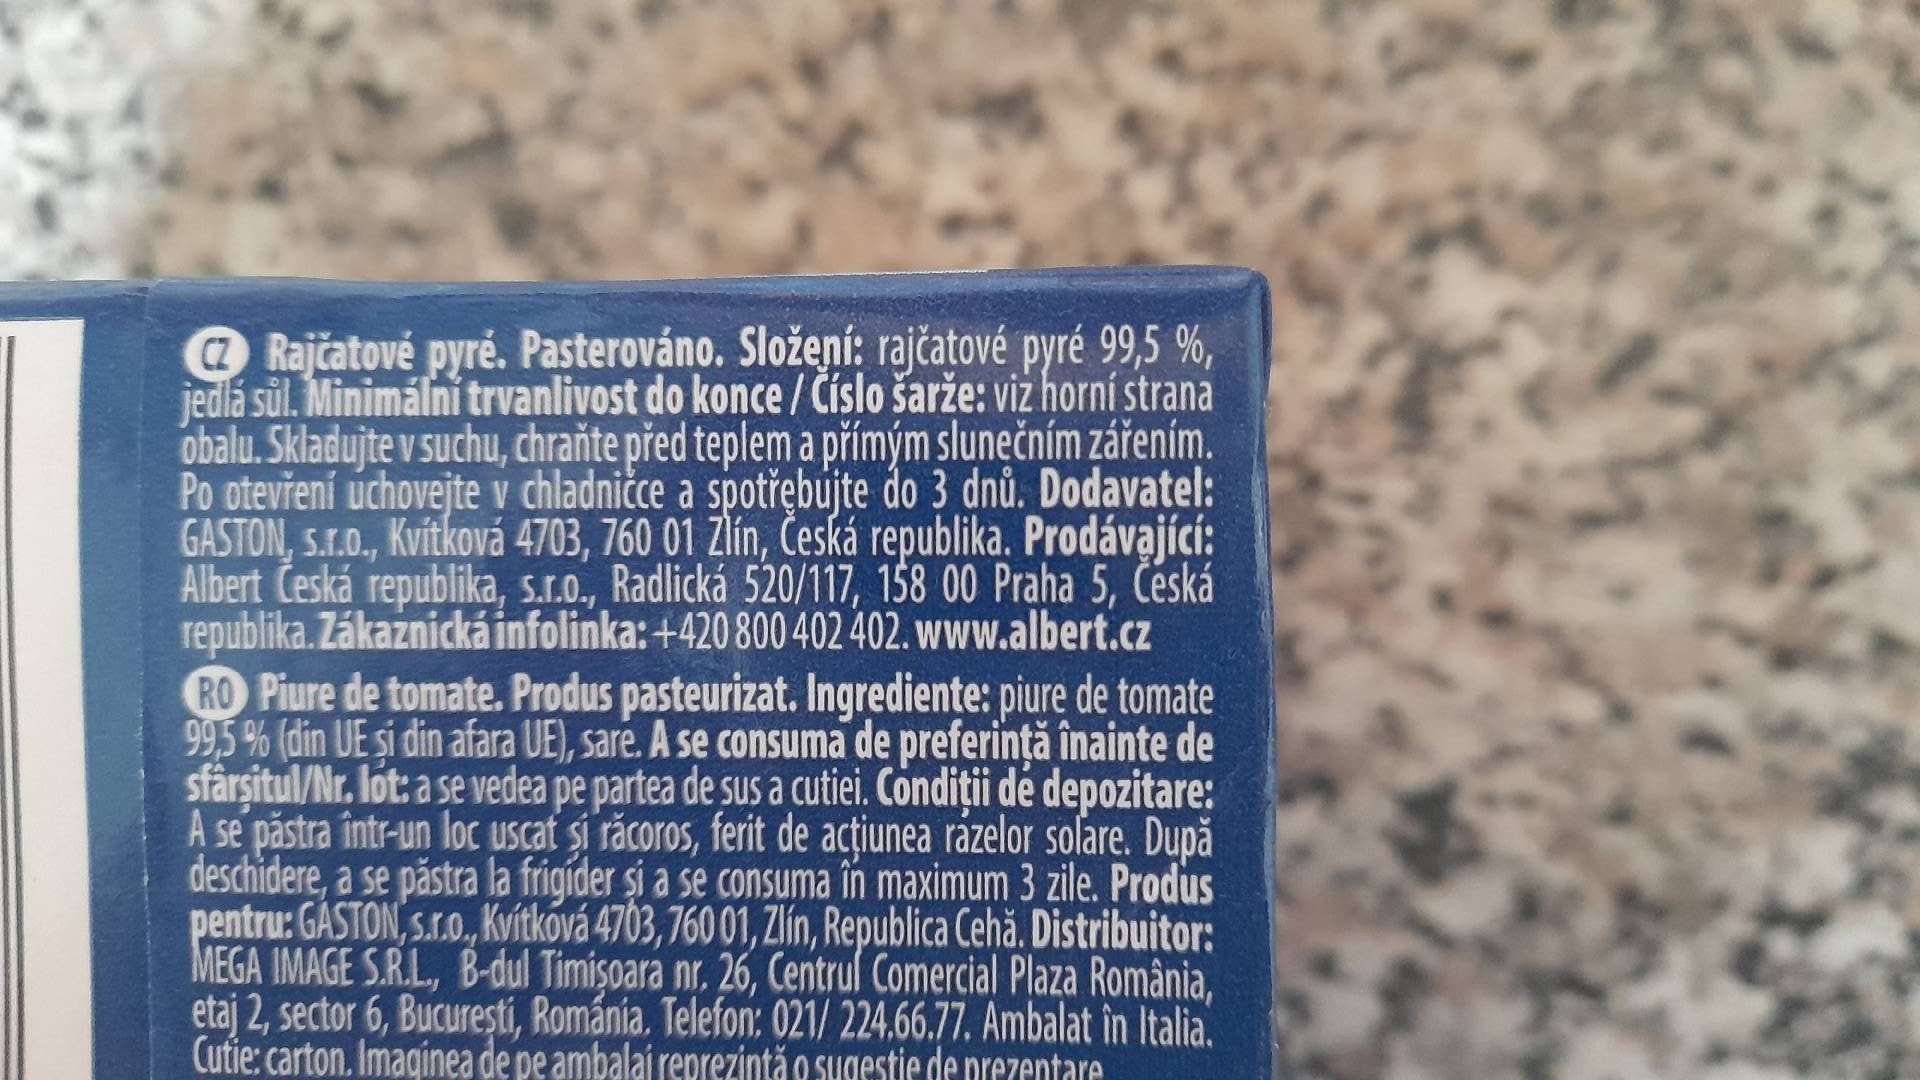 CZ Rajčatové pyré. Pasterováno. Složení: rajčatové pyré 99,5 %,
jedlá sůl. Minimální trvanlivost do konce / Číslo šarže: viz horní strana
obalu. Skladujte v suchu, chraňte před teplem a přímým slunečním zářením.
Po otevření uchovejte v chladničce a spotřebujte do 3 dnů. Dodavatel:
GASTON, s.r.o., Kvítková 4703, 760 01 Zlín, Česká republika. Prodávající:
Albert Česká republika, s.r.o., Radlická 520/117, 158 00 Praha 5, Česká
republika. Zákaznická infolinka: +420 800 402 402. www.albert.cz
RO Piure de tomate. Produs pasteurizat. Ingrediente: piure de tomate
99,5 % (din UE și din afara UE), sare. A se consuma de preferință înainte de
sfârșitul/Nr. lot: a se vedea pe partea de sus a cutiei. Condiții de depozitare:
A se păstra într-un loc uscat și răcoros, ferit de acțiunea razelor solare. După
deschidere, a se păstra la frigider și a se consuma în maximum 3 zile. Produs
pentru: GASTON, s.r.o., Kvítková 4703, 760 01, Zlín, Republica Cehă. Distribuitor:
MEGA IMAGE S.R.L., B-dul Timișoara nr. 26, Centrul Comercial Plaza România,
etaj 2, sector 6, București, România. Telefon: 021/ 224.66.77. Ambalat în Italia.
Cutie: carton. Imaginea de pe ambalaj reprezintă o sugestie de prezentare